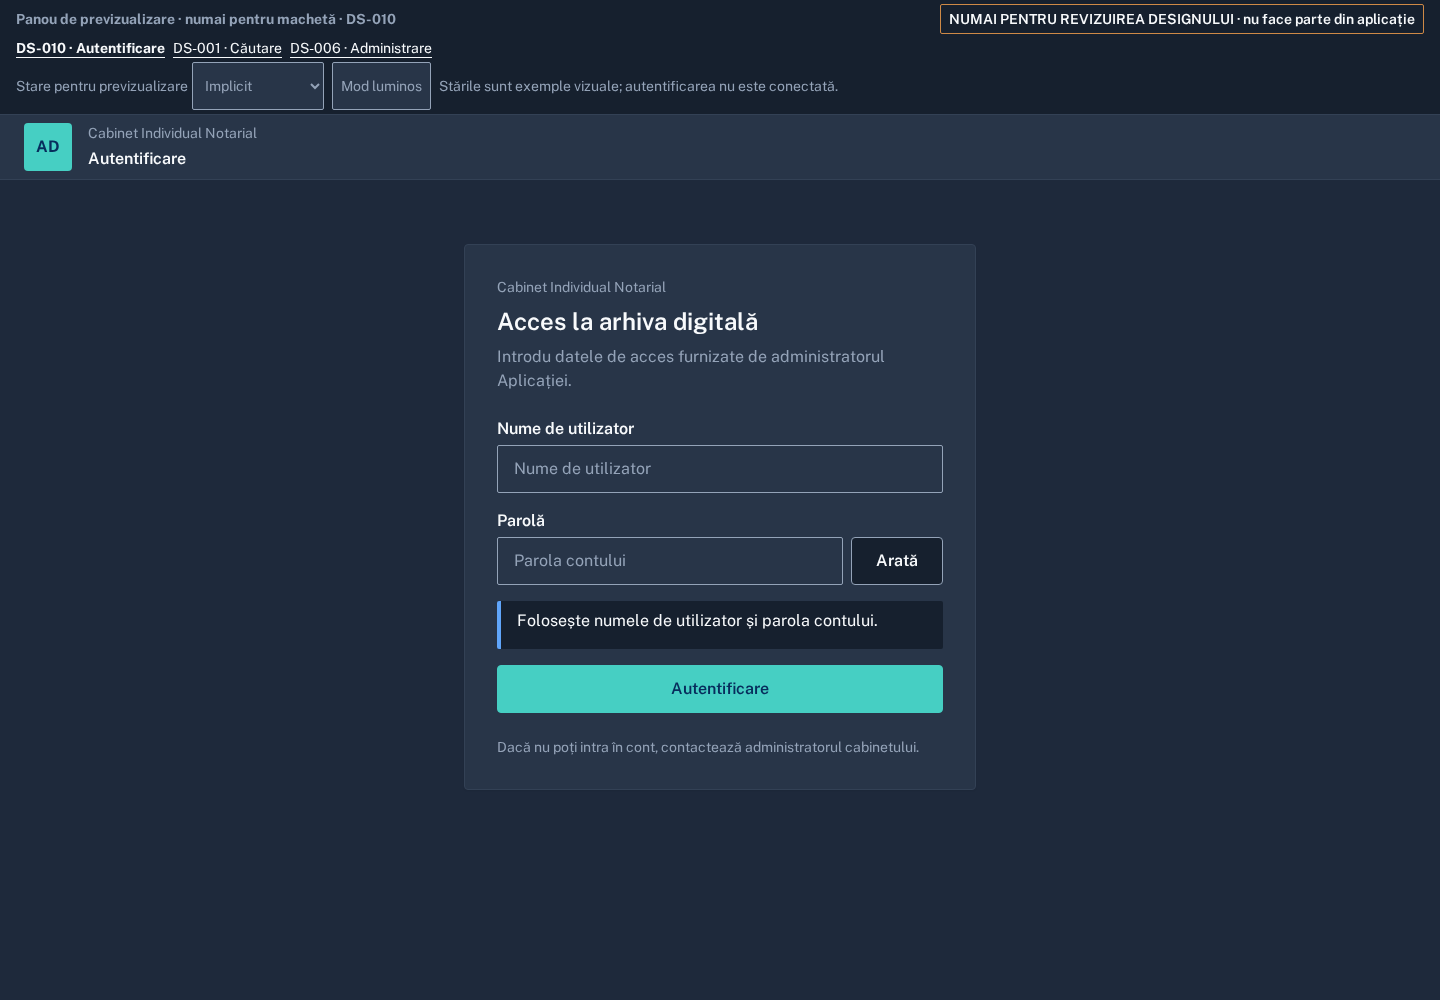 Panou de previzualizare · numai pentru machetă · DS-010
NUMAI PENTRU REVIZUIREA DESIGNULUI · nu face parte din aplicație
DS-010 · Autentificare DS-001 · Căutare DS-006 · Administrare
Stare pentru previzualizare Implicit Mod luminos Stările sunt exemple vizuale; autentificarea nu este conectată.
AD
Cabinet Individual Notarial
Autentificare
Cabinet Individual Notarial
Acces la arhiva digitală
Introdu datele de acces furnizate de administratorul
Aplicației.
Nume de utilizator
Nume de utilizator
Parolă
Parola contului
Arată
Folosește numele de utilizator și parola contului.
Autentificare
Dacă nu poți intra în cont, contactează administratorul cabinetului.